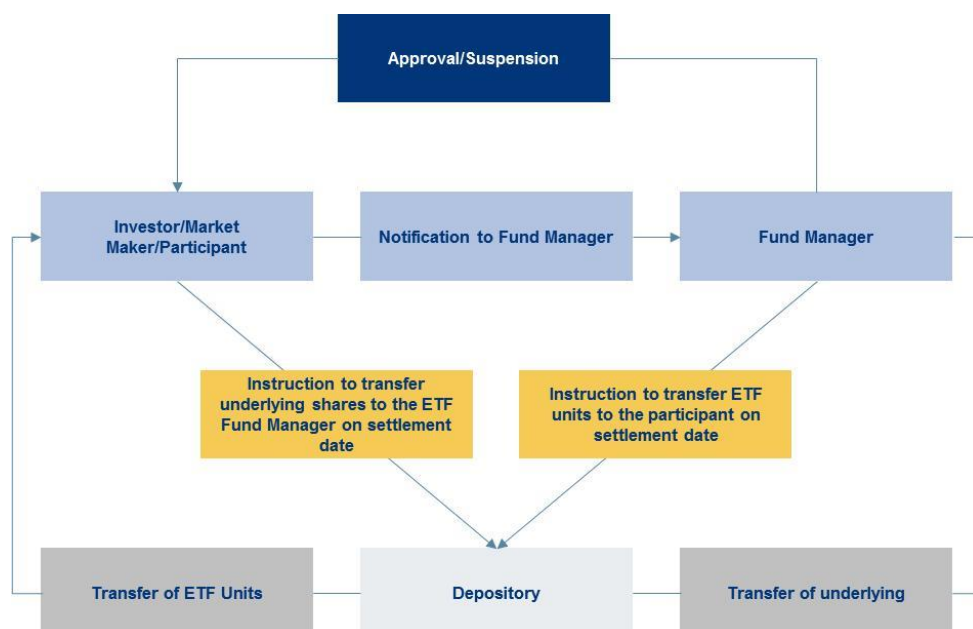 Approval/Suspension
Investor/Market
Maker/Participant
Notification to Fund Manager
Fund Manager
Instruction to transfer
underlying shares to the ETF
Fund Manager on settlement
date
Instruction to transfer ETF
units to the participant on
settlement date
Transfer of ETF Units
Depository
Transfer of underlying